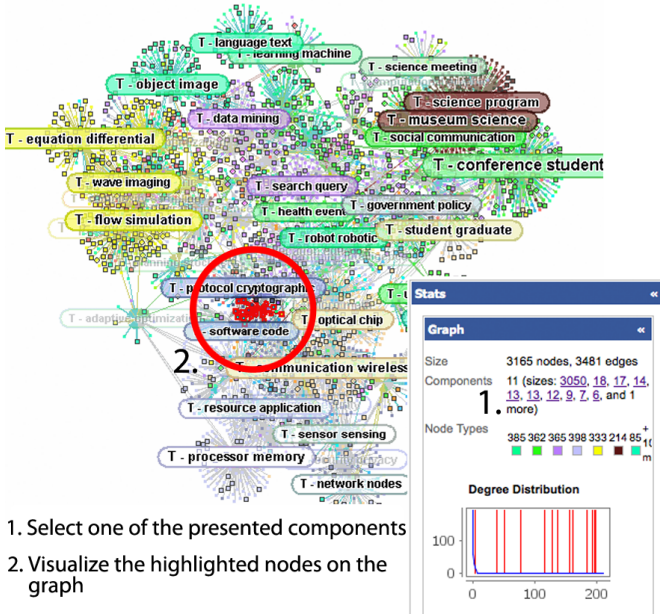 T - language text
T - learning machine
T - science meeting
T - object image
T - science program
T - museum science
T - data mining
T - social communication
T - equation differential
T - conference student
T - wave imaging
T - search query
T - health event
T - government policy
T - flow simulation
T - student graduate
T - robot robotic
T - protocol cryptographic
T - adaptive optimization
T - optical chip
- software code
2.
T - communication wireless
T - resource application
T - sensor sensing
T - processor memory
privacy
T - network nodes
Stats «
Graph «
Size 3165 nodes, 3481 edges
Components 11 (sizes: 3050, 18, 17, 14,
13, 13, 12, 9, 7, 6, and 1
more)
1.
Node Types
385 362 365 398 333 214 85 +
10
m
Degree Distribution
100
0
0 100 200
1. Select one of the presented components
2. Visualize the highlighted nodes on the
graph